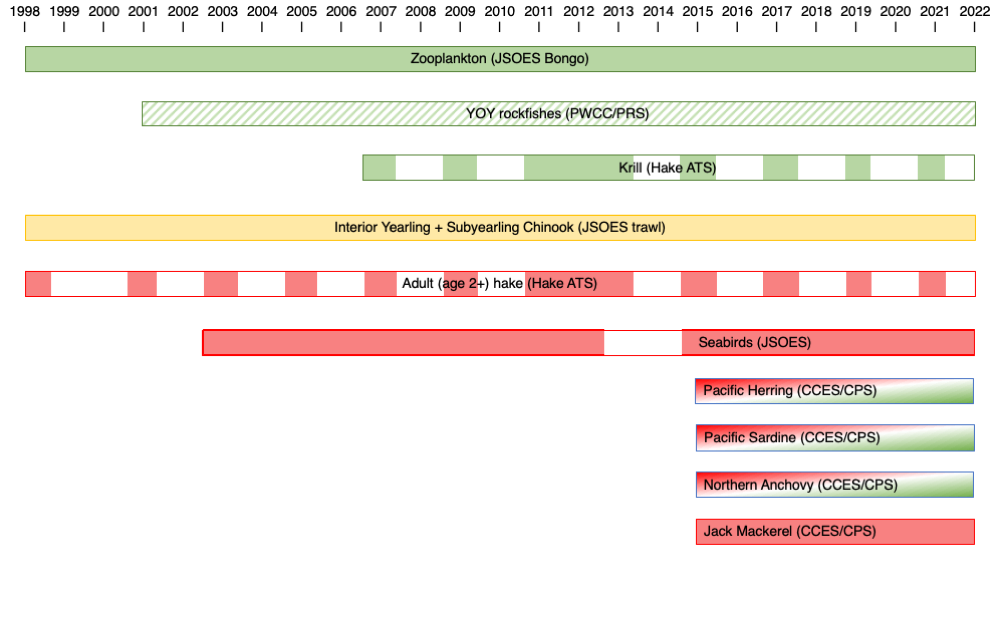 1998 1999 2000 2001 2002 2003 2004 2005 2006 2007 2008 2009 2010 2011 2012 2013 2014 2015 2016 2017 2018 2019 2020 2021 2022
Zooplankton (JSOES Bongo)
YOY rockfishes (PWCC/PRS)
Krill (Hake ATS)
Interior Yearling + Subyearling Chinook (JSOES trawl)
Adult (age 2+) hake (Hake ATS)
Seabirds (JSOES)
Pacific Herring (CCES/CPS)
Pacific Sardine (CCES/CPS)
Northern Anchovy (CCES/CPS)
Jack Mackerel (CCES/CPS)